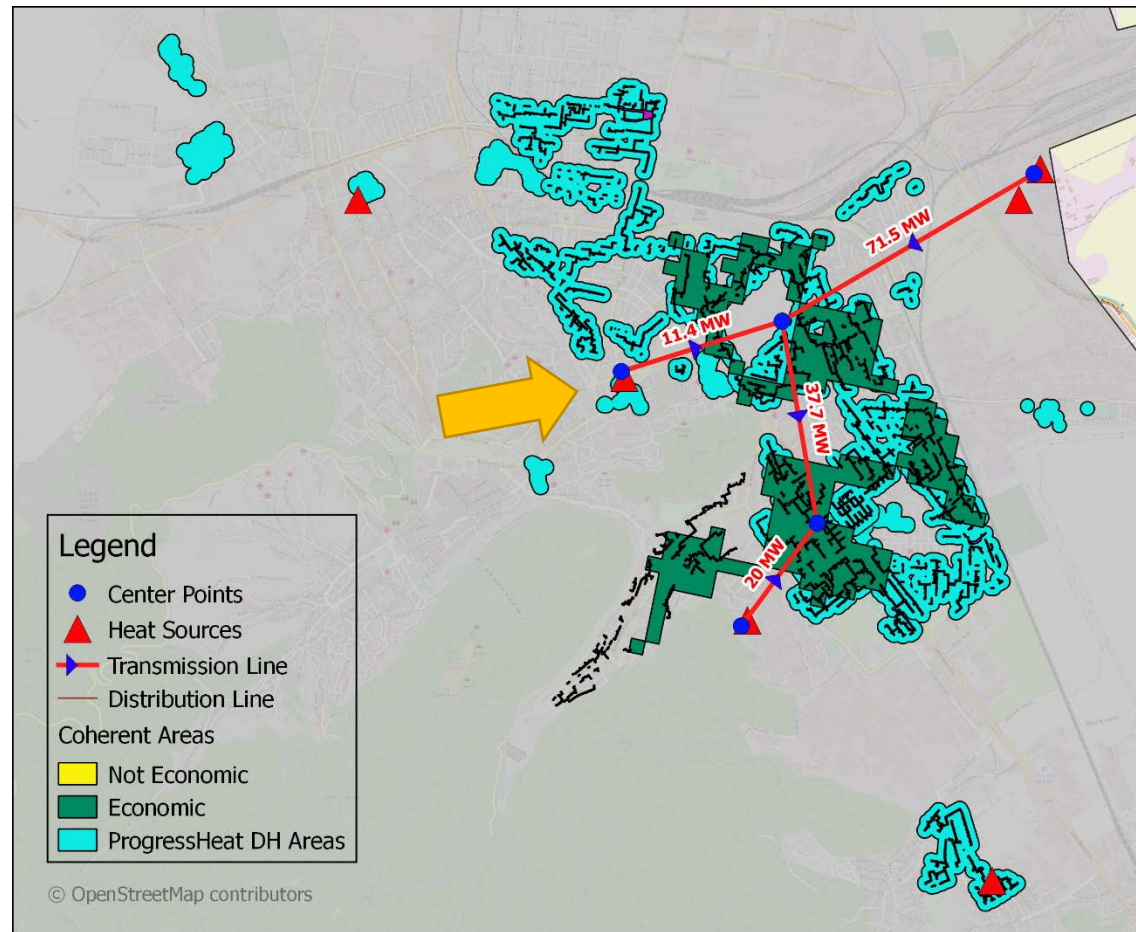 71.5 MW
11.4 MW
37.7 MW
20 MW
Legend
Center Points
Heat Sources
Transmission Line
Distribution Line
Coherent Areas
Not Economic
Economic
ProgressHeat DH Areas
© OpenStreetMap contributors